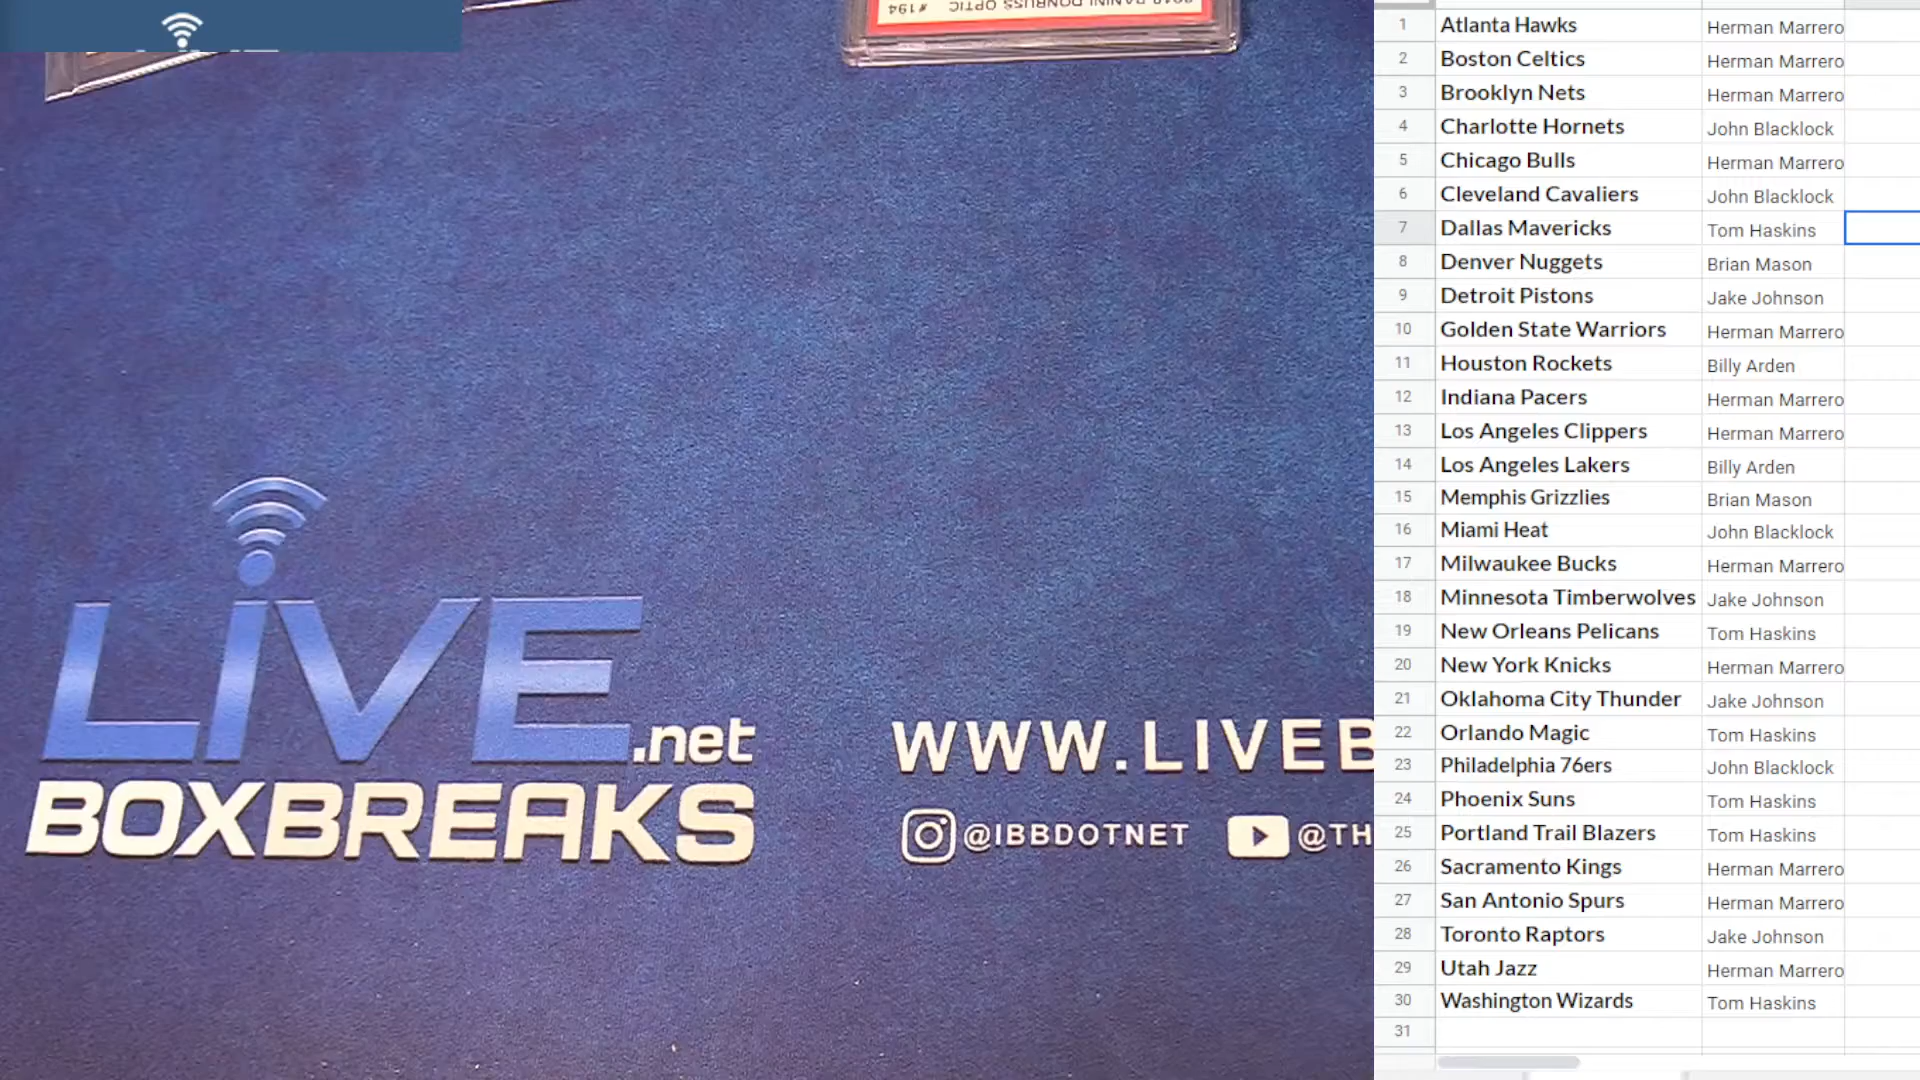 #194 OPTIC
LIVE.net
BOXBREAKS
WWW.LIVEB
@IBBDOTNET @TH
1 Atlanta Hawks Herman Marrero
2 Boston Celtics Herman Marrero
3 Brooklyn Nets Herman Marrero
4 Charlotte Hornets John Blacklock
5 Chicago Bulls Herman Marrero
6 Cleveland Cavaliers John Blacklock
7 Dallas Mavericks Tom Haskins
8 Denver Nuggets Brian Mason
9 Detroit Pistons Jake Johnson
10 Golden State Warriors Herman Marrero
11 Houston Rockets Billy Arden
12 Indiana Pacers Herman Marrero
13 Los Angeles Clippers Herman Marrero
14 Los Angeles Lakers Billy Arden
15 Memphis Grizzlies Brian Mason
16 Miami Heat John Blacklock
17 Milwaukee Bucks Herman Marrero
18 Minnesota Timberwolves Jake Johnson
19 New Orleans Pelicans Tom Haskins
20 New York Knicks Herman Marrero
21 Oklahoma City Thunder Jake Johnson
22 Orlando Magic Tom Haskins
23 Philadelphia 76ers John Blacklock
24 Phoenix Suns Tom Haskins
25 Portland Trail Blazers Tom Haskins
26 Sacramento Kings Herman Marrero
27 San Antonio Spurs Herman Marrero
28 Toronto Raptors Jake Johnson
29 Utah Jazz Herman Marrero
30 Washington Wizards Tom Haskins
31